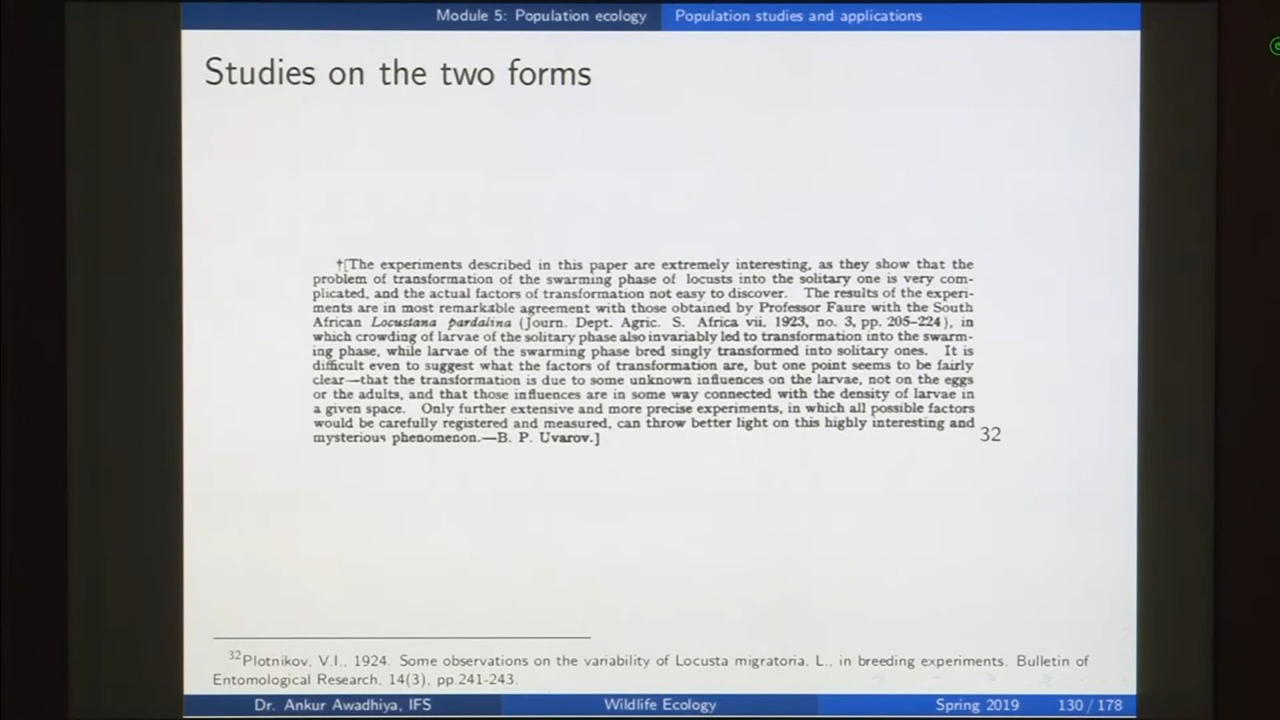 Module 5: Population ecology Population studies and applications
Studies on the two forms
†[The experiments described in this paper are extremely interesting, as they show that the
problem of transformation of the swarming phase of locusts into the solitary one is very com-
plicated, and the actual factors of transformation not easy to discover. The results of the experi-
ments are in most remarkable agreement with those obtained by Professor Faure with the South
African Locustana pardalina (Journ. Dept. Agric. S. Africa vii, 1923, no. 3, pp. 205–224), in
which crowding of larvae of the solitary phase also invariably led to transformation into the swarm-
ing phase, while larvae of the swarming phase bred singly transformed into solitary ones. It is
difficult even to suggest what the factors of transformation are, but one point seems to be fairly
clear—that the transformation is due to some unknown influences on the larvae, not on the eggs
or the adults, and that those influences are in some way connected with the density of larvae in
a given space. Only further extensive and more precise experiments, in which all possible factors
would be carefully registered and measured, can throw better light on this highly interesting and
mysterious phenomenon.—B. P. Uvarov.]
32
32Plotnikov, V.I., 1924. Some observations on the variability of Locusta migratoria, L., in breeding experiments. Bulletin of
Entomological Research, 14(3), pp.241-243.
Dr. Ankur Awadhiya, IFS Wildlife Ecology Spring 2019 130 / 178